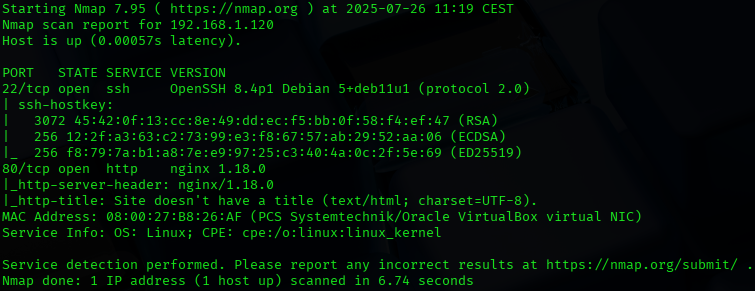 Starting Nmap 7.95 ( https://nmap.org ) at 2025-07-26 11:19 CEST
Nmap scan report for 192.168.1.120
Host is up (0.00057s latency).

PORT   STATE SERVICE VERSION
22/tcp open  ssh     OpenSSH 8.4p1 Debian 5+deb11u1 (protocol 2.0)
| ssh-hostkey:
|   3072 45:42:0f:13:cc:8e:49:dd:ec:f5:bb:0f:58:f4:ef:47 (RSA)
|   256 12:2f:a3:63:c2:73:99:e3:f8:67:57:ab:29:52:aa:06 (ECDSA)
|_  256 f8:79:7a:b1:a8:7e:e9:97:25:c3:40:4a:0c:2f:5e:69 (ED25519)
80/tcp open  http    nginx 1.18.0
|_http-server-header: nginx/1.18.0
|_http-title: Site doesn't have a title (text/html; charset=UTF-8).
MAC Address: 08:00:27:B8:26:AF (PCS Systemtechnik/Oracle VirtualBox virtual NIC)
Service Info: OS: Linux; CPE: cpe:/o:linux:linux_kernel

Service detection performed. Please report any incorrect results at https://nmap.org/submit/ .
Nmap done: 1 IP address (1 host up) scanned in 6.74 seconds